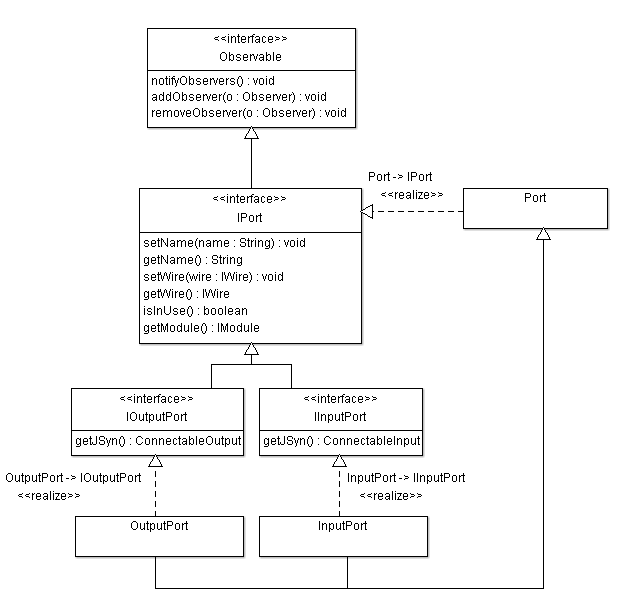 <<interface>>
Observable
notifyObservers() : void
addObserver(o : Observer) : void
removeObserver(o : Observer) : void
Port -> IPort
<<realize>>
<<interface>>
IPort
setName(name : String) : void
getName() : String
setWire(wire : IWire) : void
getWire() : IWire
isInUse() : boolean
getModule() : IModule
Port
<<interface>>
IOutputPort
getJSyn() : ConnectableOutput
<<interface>>
IInputPort
getJSyn() : ConnectableInput
OutputPort -> IOutputPort
<<realize>>
InputPort -> IInputPort
<<realize>>
OutputPort
InputPort